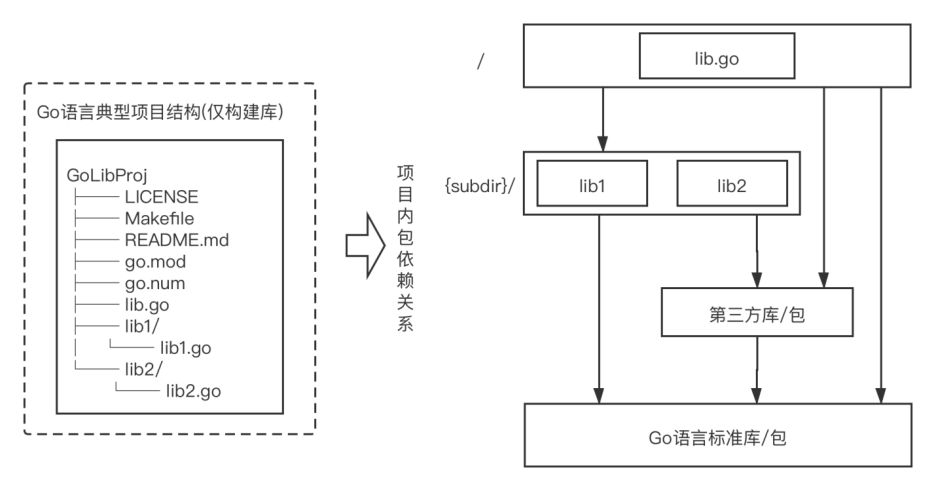 Go语言典型项目结构(仅构建库)
GoLibProj
LICENSE
Makefile
README.md
go.mod
go.num
lib.go
lib1/
lib1.go
lib2/
lib2.go
项目内包依赖关系
/
lib.go
{subdir}/
lib1
lib2
第三方库/包
Go语言标准库/包